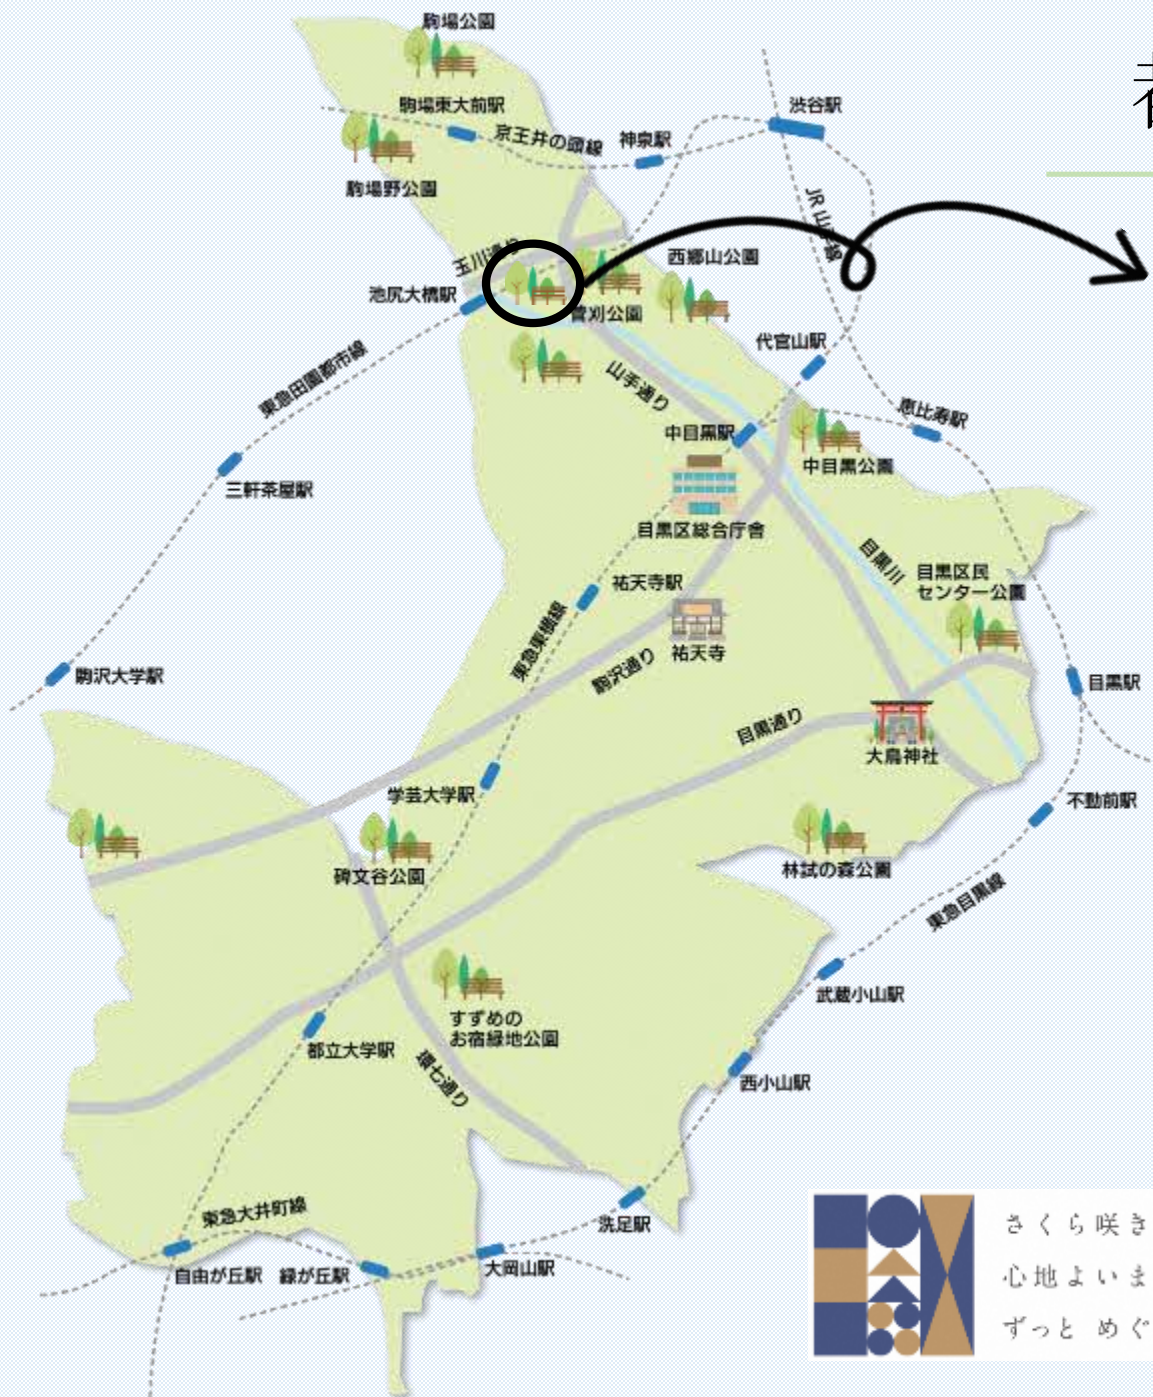 駒場公園
駒場東大前駅
京王井の頭線
神泉駅
渋谷駅
駒場野公園
JR山手線
玉川通り
西郷山公園
池尻大橋駅
菅刈公園
代官山駅
東急田園都市線
山手通り
恵比寿駅
中目黒駅
中目黒公園
三軒茶屋駅
目黒区総合庁舎
目黒川
目黒区民
センター公園
祐天寺駅
東急東横線
祐天寺
駒沢通り
駒沢大学駅
目黒駅
目黒通り
大鳥神社
学芸大学駅
不動前駅
碑文谷公園
林試の森公園
東急目黒線
武蔵小山駅
すずめの
お宿緑地公園
都立大学駅
環七通り
西小山駅
東急大井町線
洗足駅
自由が丘駅
緑が丘駅
大岡山駅
さくら咲き
心地よいま
ずっと めぐ